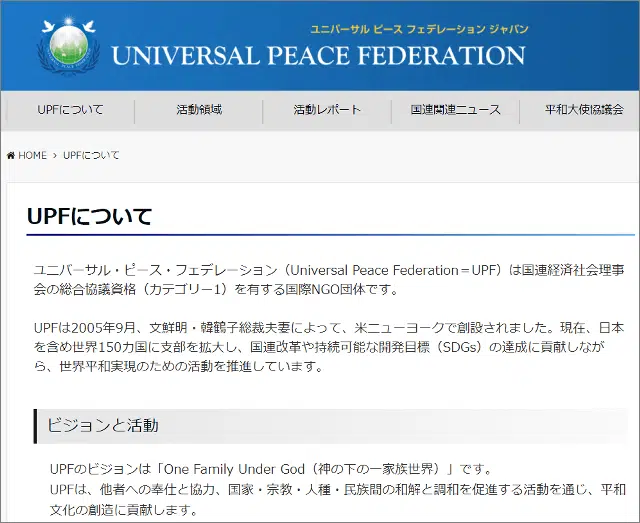 ユニバーサル ピース フェデレーション ジャパン
UNIVERSAL PEACE FEDERATION
UPFについて 活動領域 活動レポート 国連関連ニュース 平和大使協議会
HOME > UPFについて
UPFについて
ユニバーサル・ピース・フェデレーション（Universal Peace Federation＝UPF）は国連経済社会理事
会の総合協議資格（カテゴリー1）を有する国際NGO団体です。
UPFは2005年9月、文鮮明・韓鶴子総裁夫妻によって、米ニューヨークで創設されました。現在、日本
を含め世界150カ国に支部を拡大し、国連改革や持続可能な開発目標（SDGs）の達成に貢献しなが
ら、世界平和実現のための活動を推進しています。
ビジョンと活動
UPFのビジョンは「One Family Under God（神の下の一家族世界）」です。
UPFは、他者への奉仕と協力、国家・宗教・人種・民族間の和解と調和を促進する活動を通じ、平和
文化の創造に貢献します。